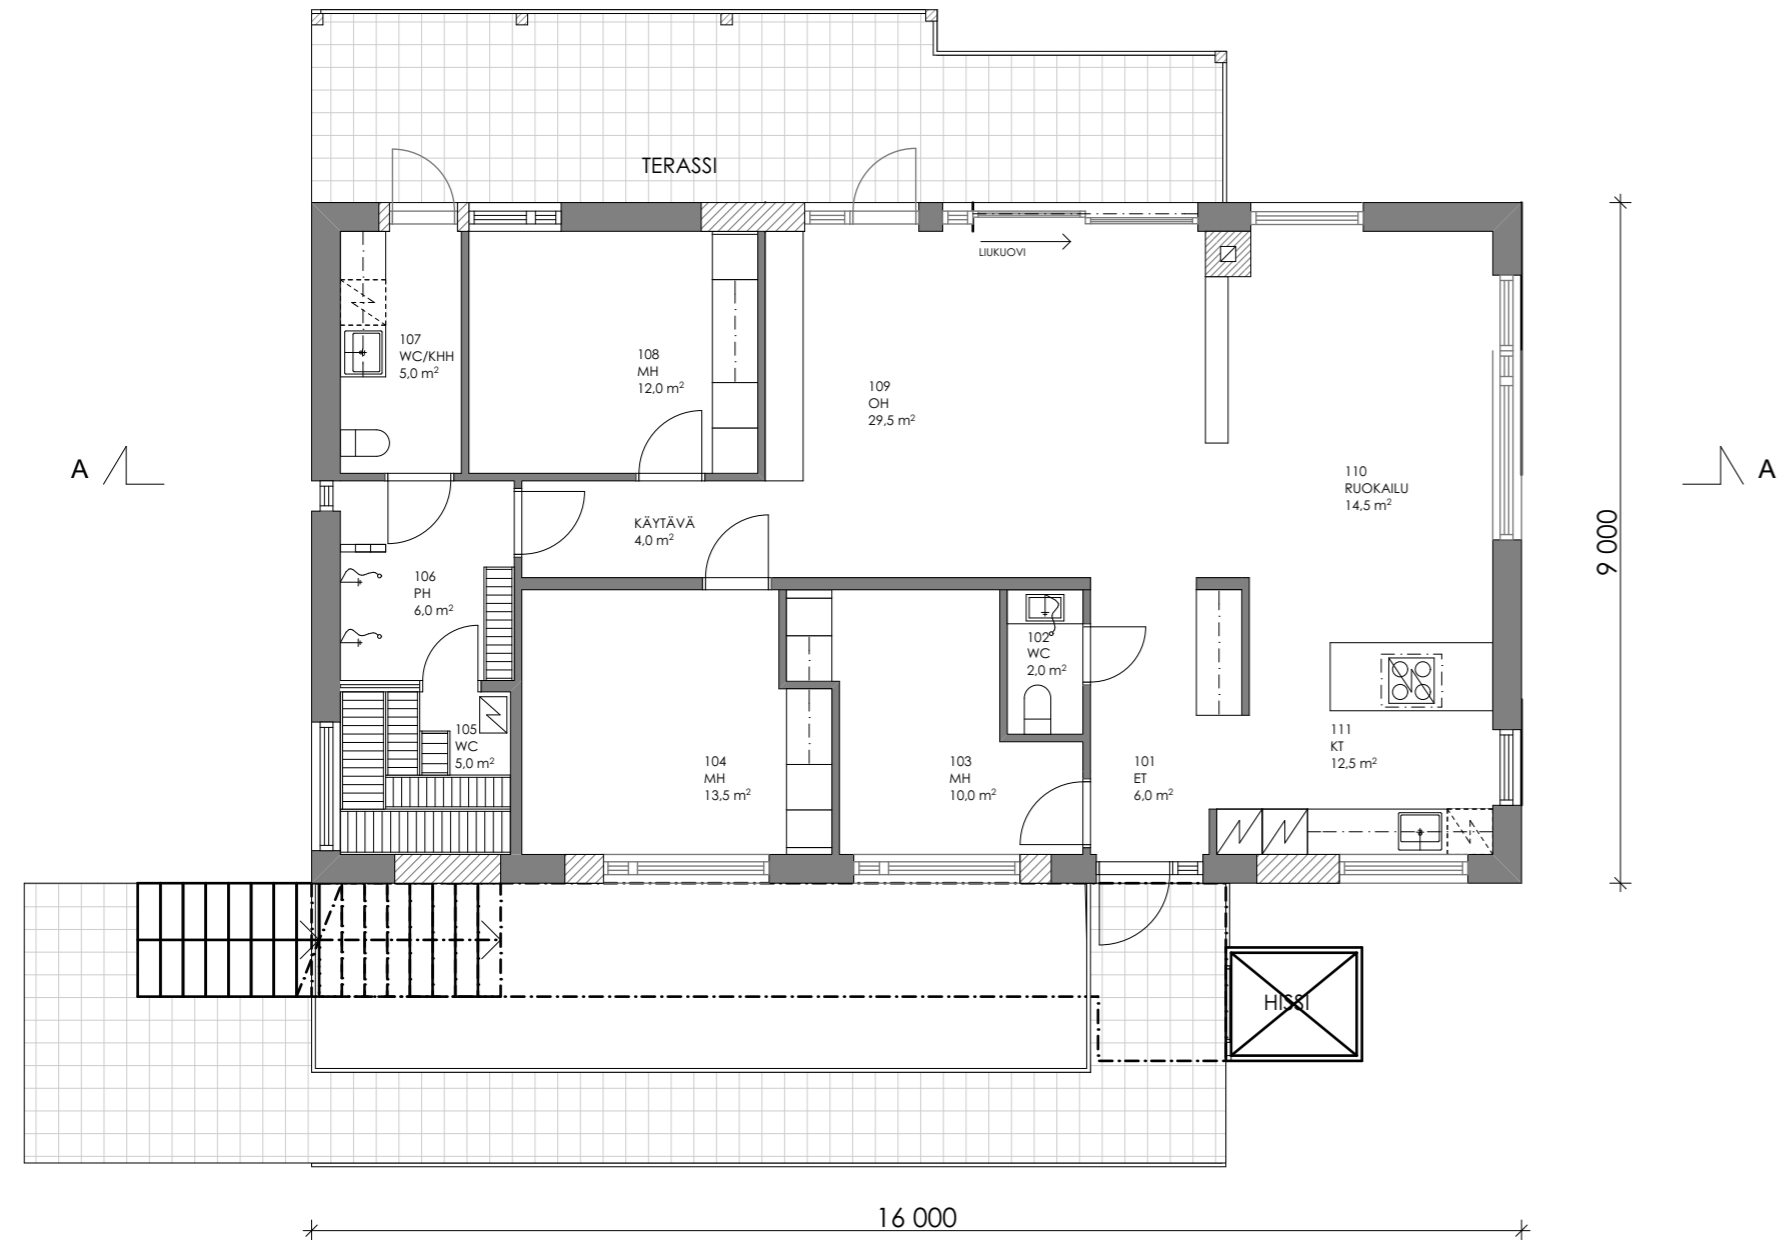 TERASSI
LIUKUOVI
107
WC/KHH
5,0 m²
108
MH
12,0 m²
109
OH
29,5 m²
A
A
110
RUOKAILU
14,5 m²
KÄYTÄVÄ
4,0 m²
9 000
106
PH
6,0 m²
102
WC
2,0 m²
105
WC
5,0 m²
104
MH
13,5 m²
103
MH
10,0 m²
101
ET
6,0 m²
111
KT
12,5 m²
HISSI
16 000